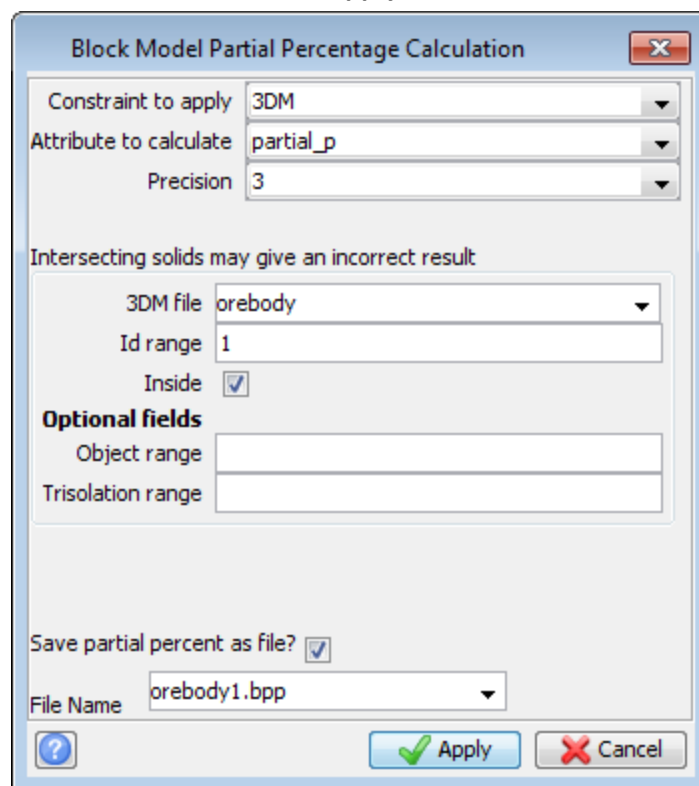 Block Model Partial Percentage Calculation
Constraint to apply 3DM
Attribute to calculate partial_p
Precision 3
Intersecting solids may give an incorrect result
3DM file orebody
Id range 1
Inside
Optional fields
Object range
Trisolation range
Save partial percent as file?
File Name orebody1.bpp
? Apply Cancel